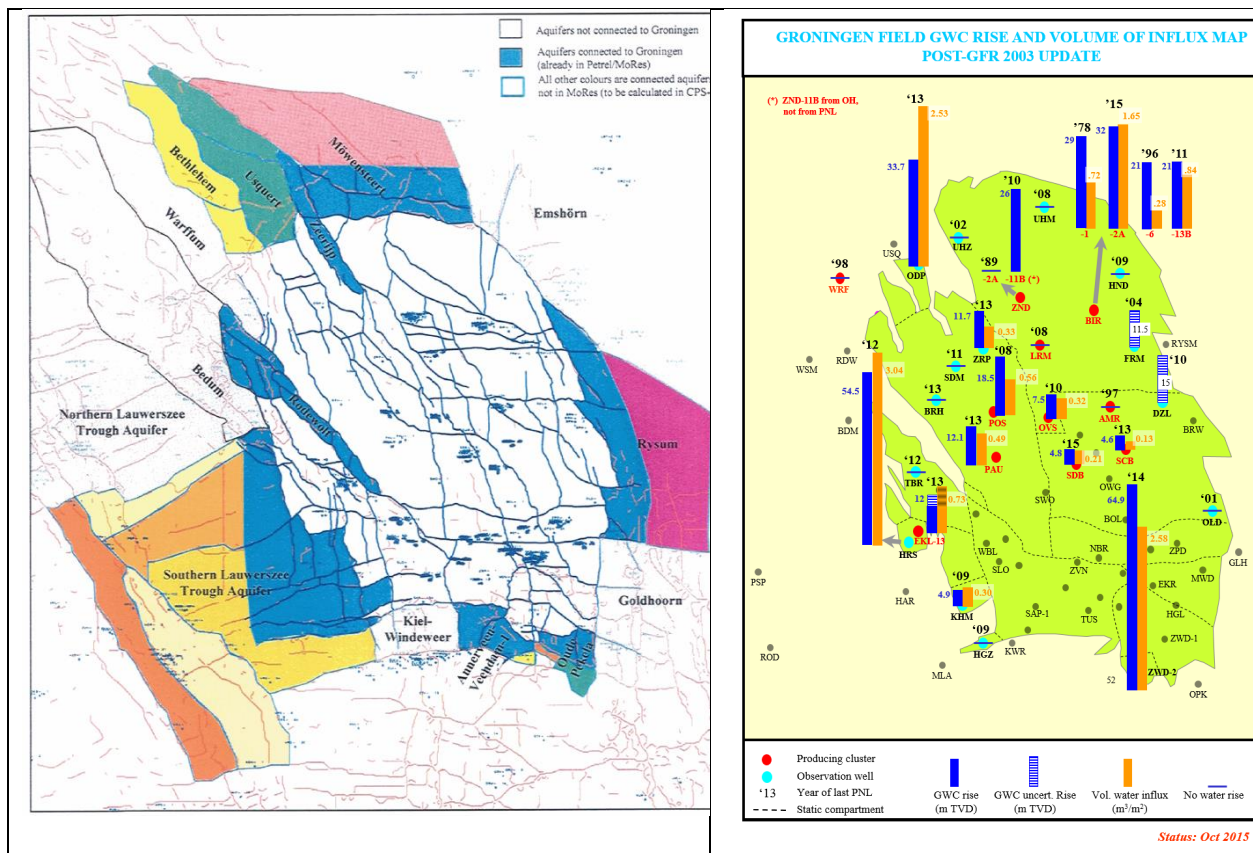 Aquifers not connected to Groningen
Aquifers connected to Groningen
(already in Petrel/MoRes)
All other colours are connected aquifers
not in MoRes (to be calculated in CPS-
Bethlehem
Usquert
Möwensteert
Warffum
Zeerijp
Emshörn
Bedum
Rodewolt
Northern Lauwerszee
Trough Aquifer
Rysum
Southern Lauwerszee
Trough Aquifer
Kiel-
Windeweer
Annerveen
Veendam
Oude
Pekela
Goldhoorn
GRONINGEN FIELD GWC RISE AND VOLUME OF INFLUX MAP
POST-GFR 2003 UPDATE
(*) ZND-11B from OH,
not from PNL
'13
2.53
33.7
ODP
USQ
'98
WRF
'02
UHZ
'10
26
'89
-2A
-11B (*)
ZND
'08
UHM
'78
29
.72
-1
'15
32
1.65
-2A
'96
21
.28
-6
'11
21
.84
-13B
'09
HND
BIR
'04
11.5
FRM
RYSM
'10
15
DZL
'13
11.7
0.33
ZRP
'08
LRM
'12
3.04
54.5
HRS
RDW
WSM
'11
SDM
'08
18.5
0.56
POS
'13
BRH
'10
7.5
0.32
OVS
'97
AMR
BDM
BRW
'13
12.1
0.49
PAU
'15
4.8
0.21
SDB
'13
4.6
0.13
SCB
'12
TBR
'13
12
0.73
EKL-13
SWO
OWG
'14
64.9
2.58
52
ZWD-2
BOL
'01
OLD
WBL
SLO
NBR
ZVN
ZPD
GLH
MWD
EKR
HGL
PSP
HAR
'09
4.9
0.30
KHM
SAP-1
TUS
ZWD-1
'09
HGZ
KWR
ROD
MLA
OPK
Producing cluster
Observation well
'13 Year of last PNL
Static compartment
GWC rise
(m TVD)
GWC uncert. Rise
(m TVD)
Vol. water influx
(m³/m²)
No water rise
Status: Oct 2015